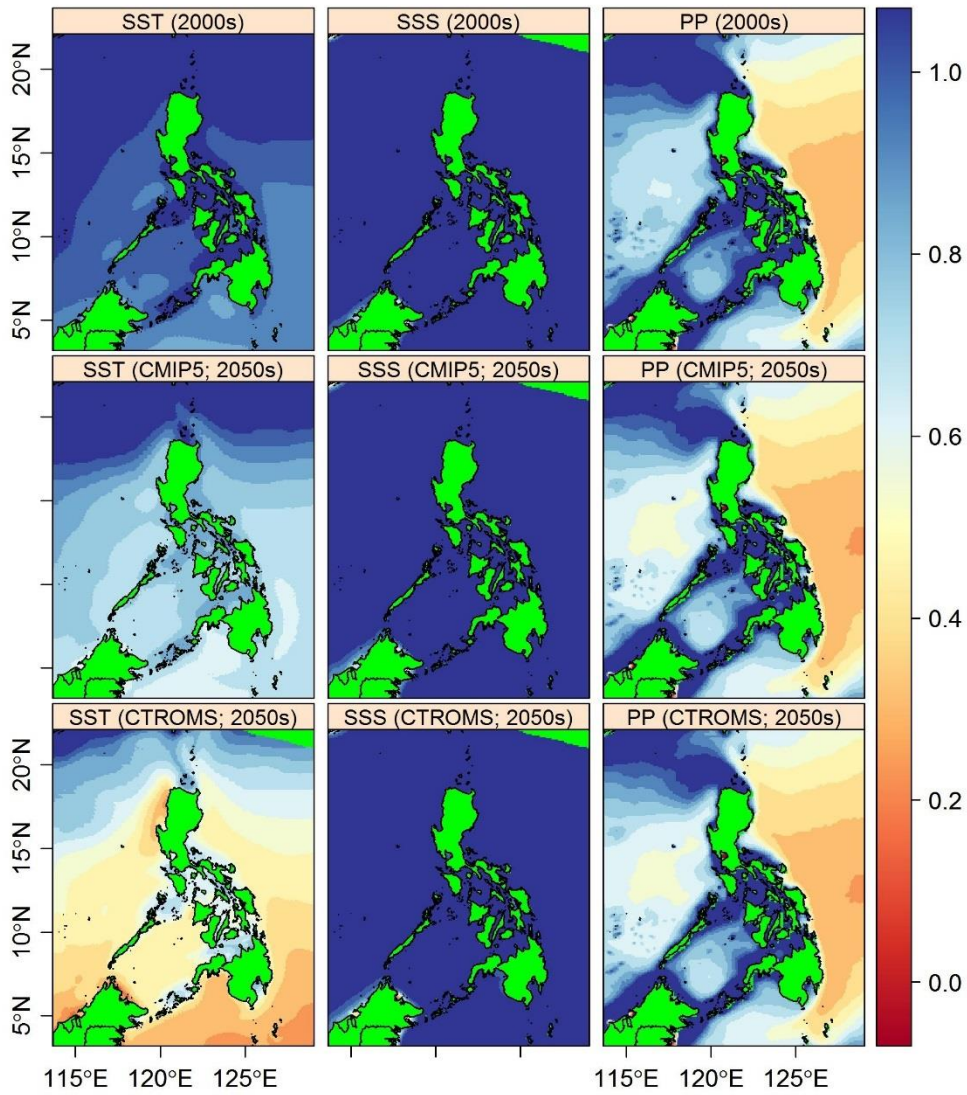 SST (2000s) SSS (2000s) PP (2000s)
20°N
15°N
10°N
5°N
SST (CMIP5; 2050s) SSS (CMIP5; 2050s) PP (CMIP5; 2050s)
SST (CTROMS; 2050s) SSS (CTROMS; 2050s) PP (CTROMS; 2050s)
20°N
15°N
10°N
5°N
115°E 120°E 125°E
115°E 120°E 125°E
1.0
0.8
0.6
0.4
0.2
0.0